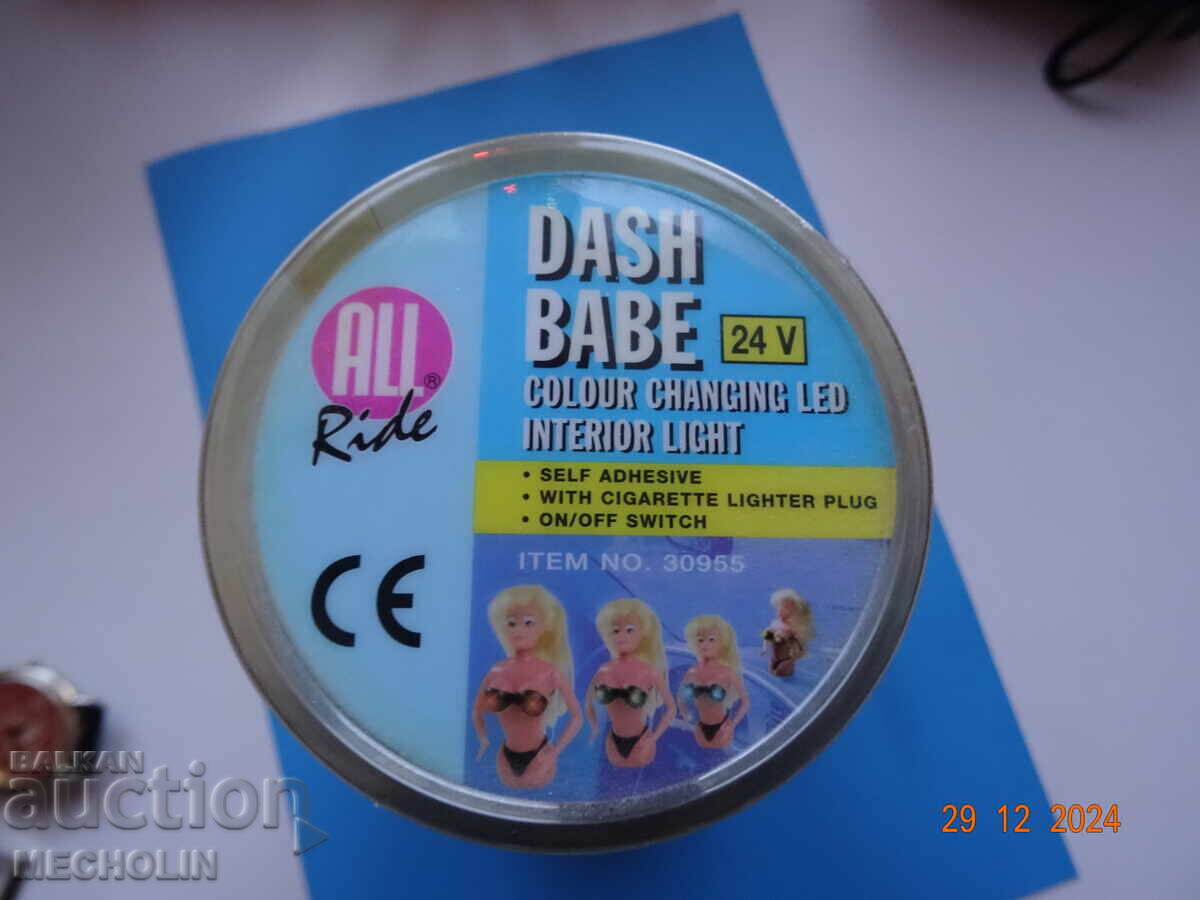 ALL®
Ride
CE
DASH
BABE
24 V
COLOUR CHANGING LED
INTERIOR LIGHT
• SELF ADHESIVE
• WITH CIGARETTE LIGHTER PLUG
• ON/OFF SWITCH
ITEM NO. 30955
BALKAN
auction
MECHOLIN
29 12 2024